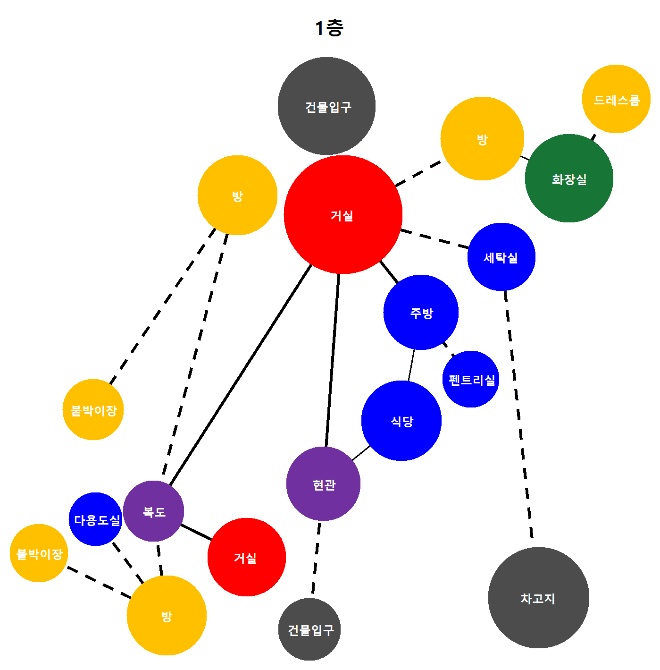 1층
건물입구
드레스룸
방
화장실
방
거실
세탁실
주방
펜트리실
붙박이장
식당
현관
복도
다용도실
붙박이장
거실
차고지
방
건물입구